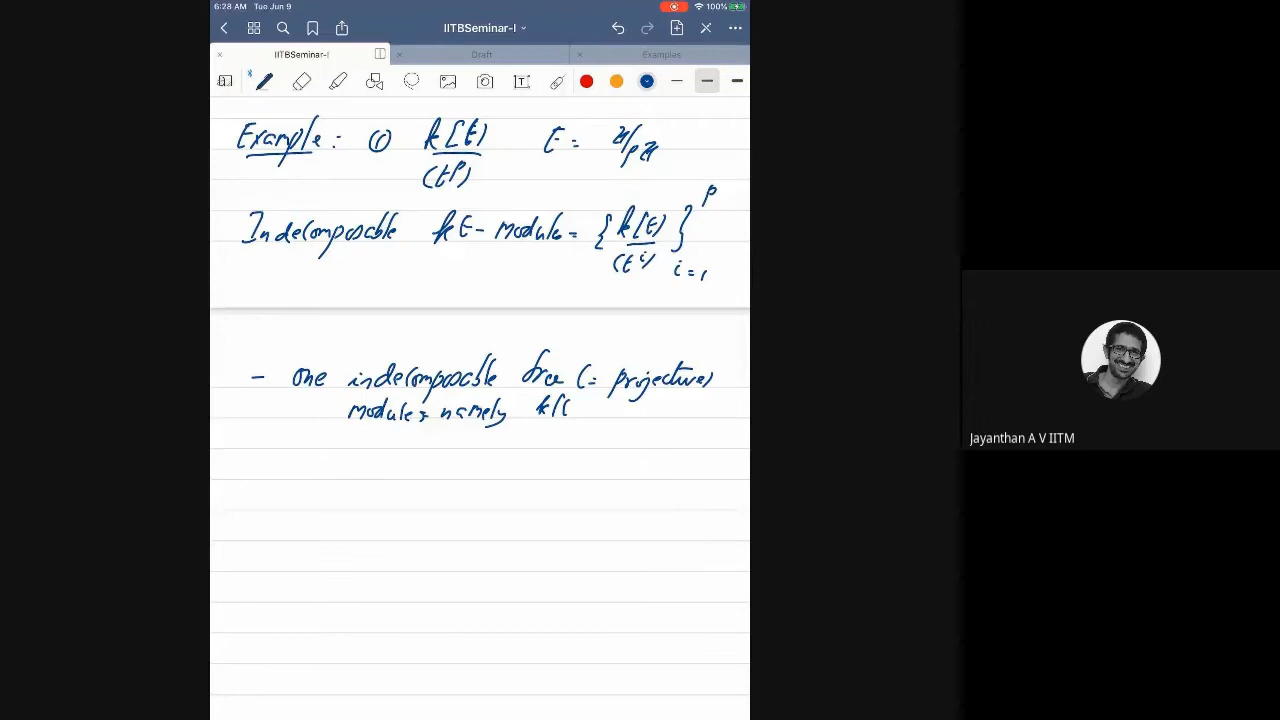 6:28 AM Tue Jun 9
100%
IITBSeminar-I
IITBSeminar-I
Draft
Examples
Example: ① k[t]/(t^p) E = ℤ/pℤ
Indecomposable kE-module = {k[t]/(t^i)}_{i=1}^p
- One indecomposable free (= projective)
module, namely k[t
Jayanthan A V IITM